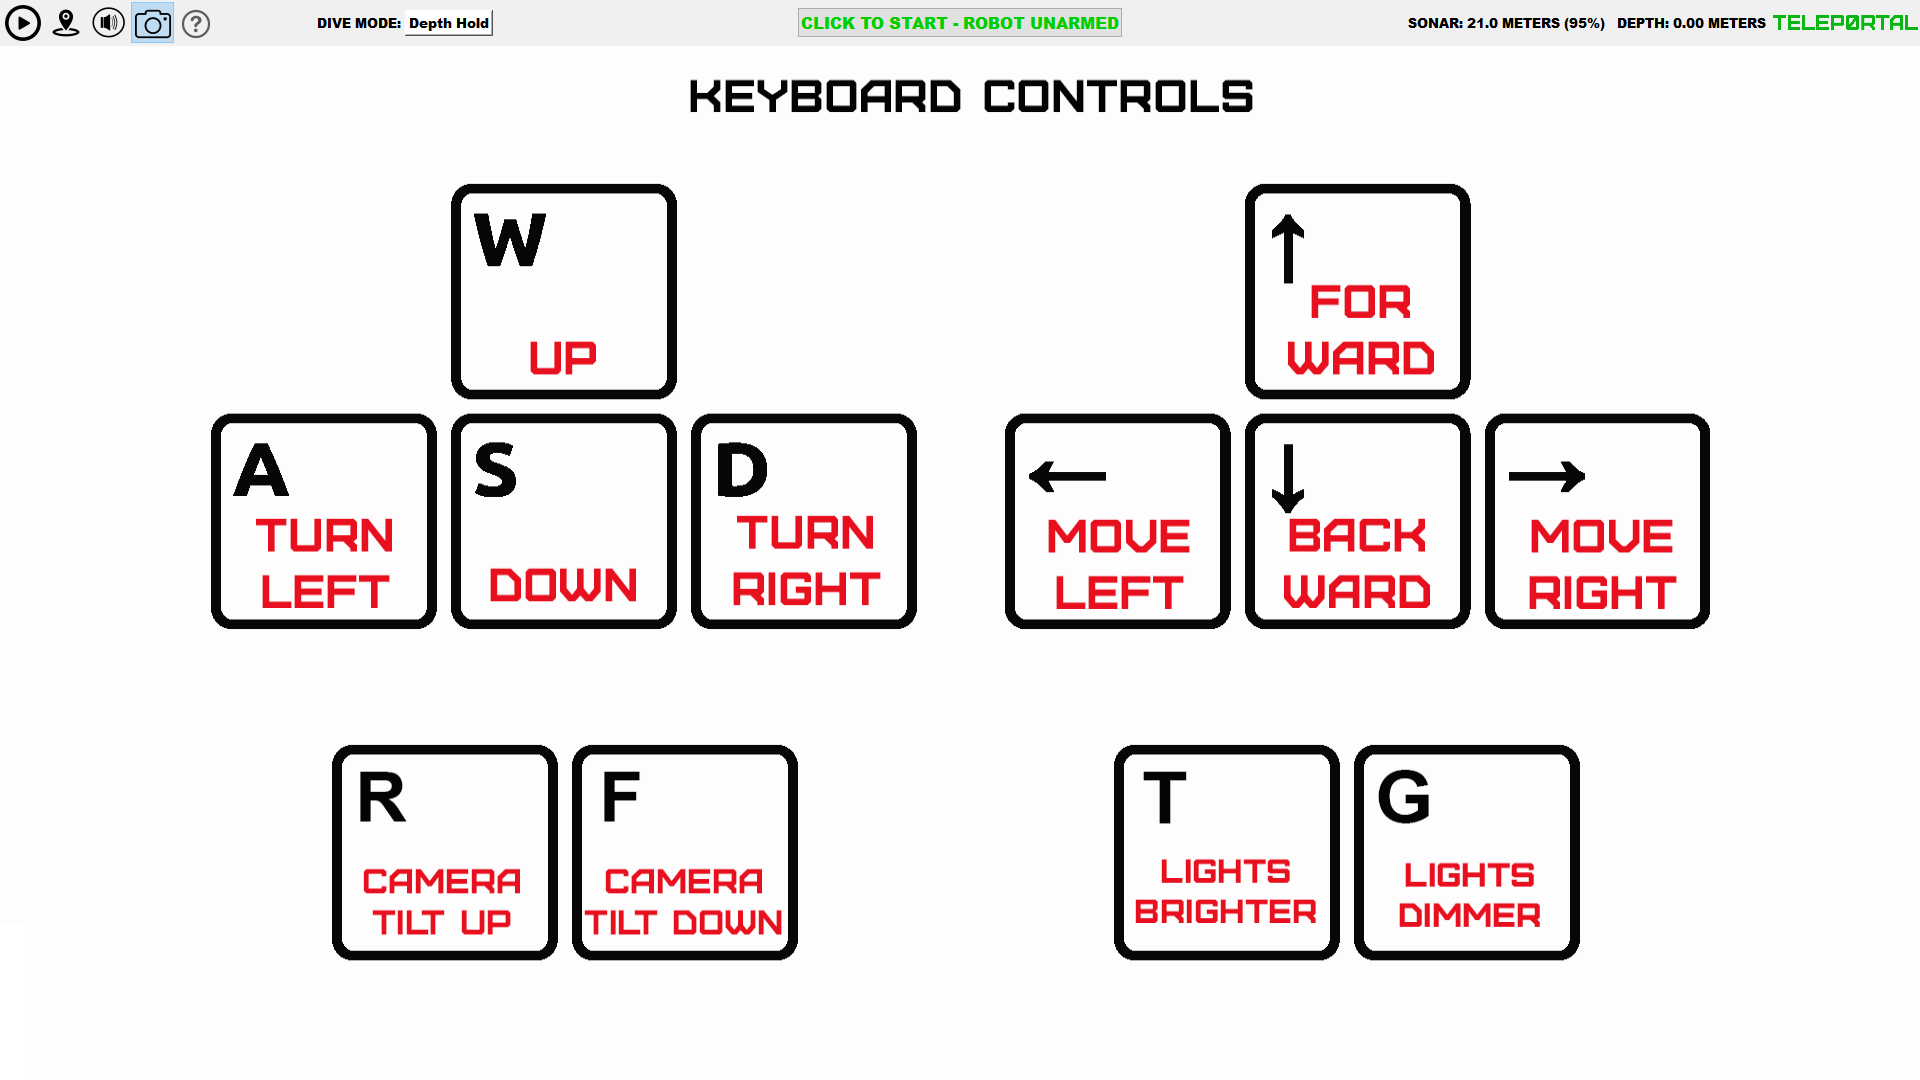 DIVE MODE: Depth Hold
CLICK TO START - ROBOT UNARMED
SONAR: 21.0 METERS (95%) DEPTH: 0.00 METERS TELEPORTAL
KEYBOARD CONTROLS
W
UP
↑
FOR
WARD
A
TURN
LEFT
S
DOWN
D
TURN
RIGHT
←
MOVE
LEFT
↓
BACK
WARD
→
MOVE
RIGHT
R
CAMERA
TILT UP
F
CAMERA
TILT DOWN
T
LIGHTS
BRIGHTER
G
LIGHTS
DIMMER